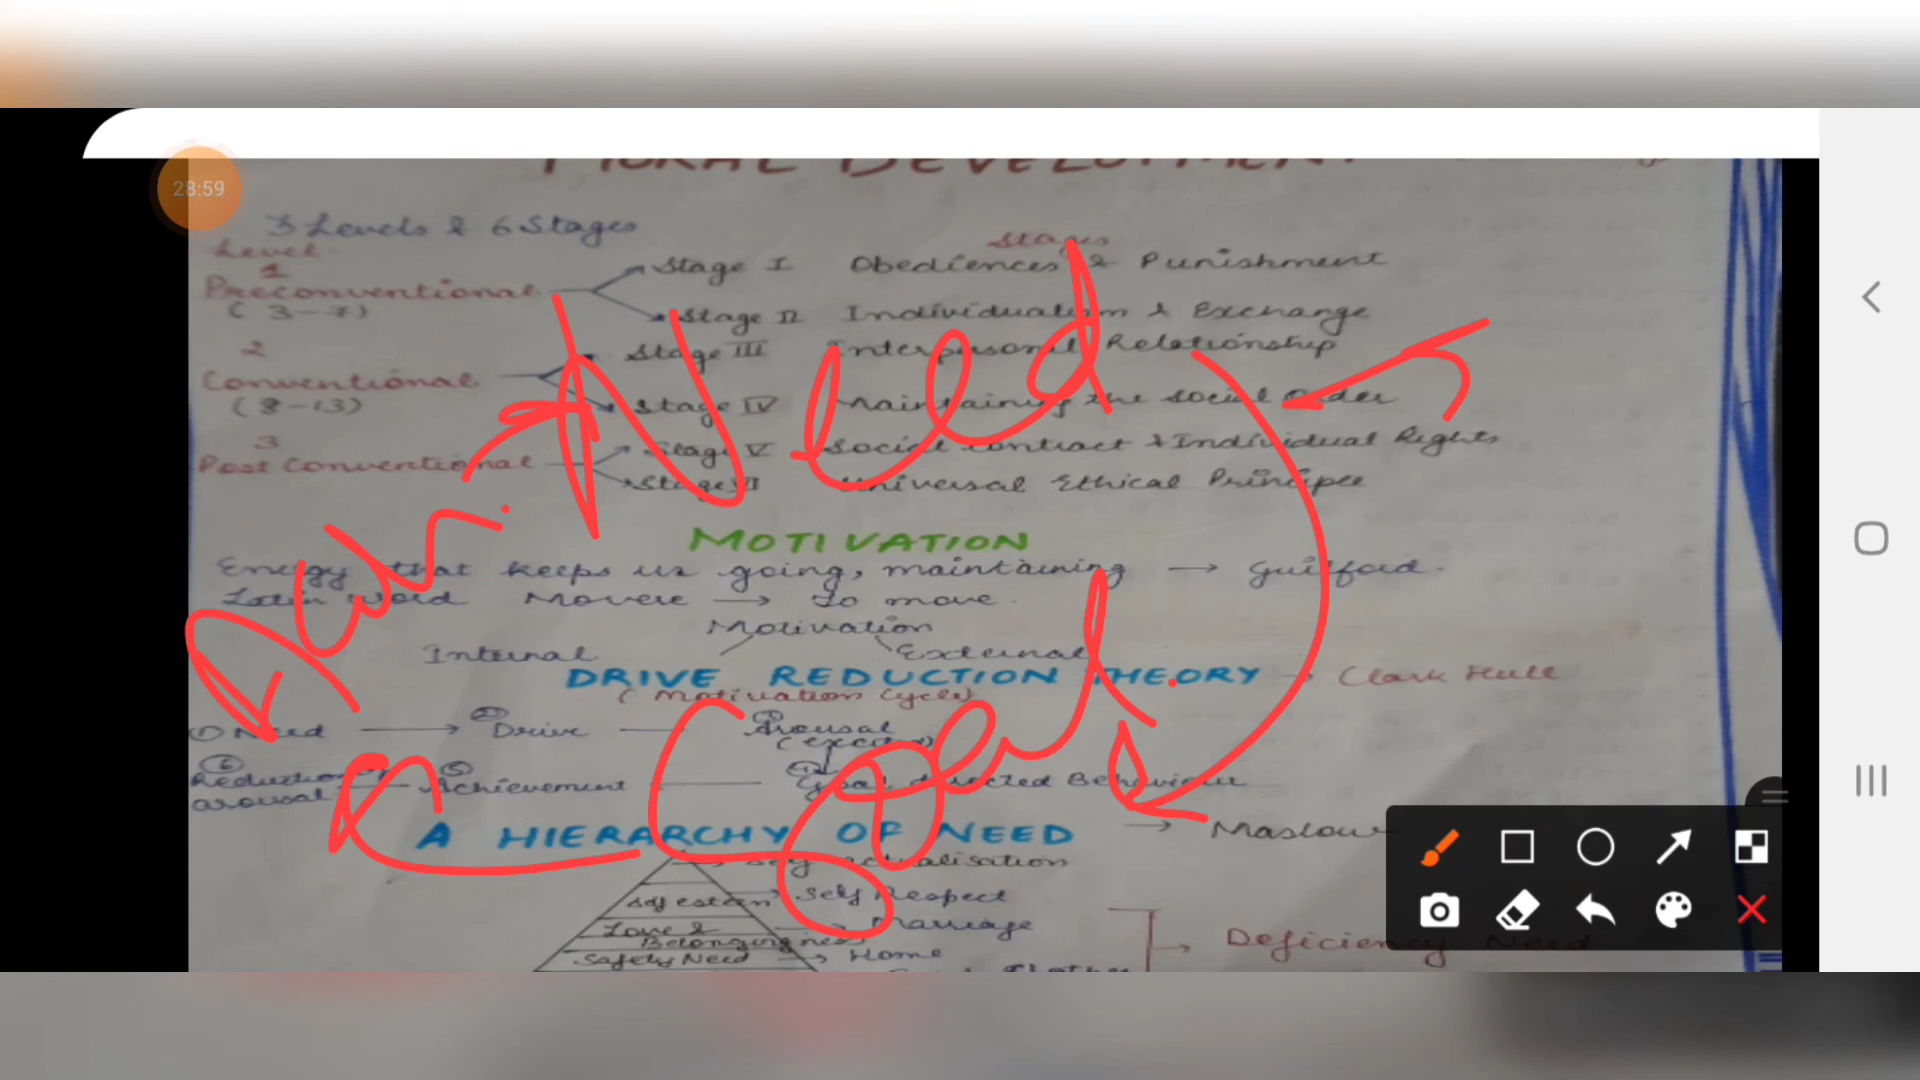 28:59
MORAL DEVELOPMENT
3 Levels & 6 Stages
Level
Stages
1
Preconventional
(3-7)
Stage I Obediences & Punishment
Stage II Individualism & Exchange
2
Conventional
(8-13)
Stage III Interpersonal Relationship
Stage IV Maintaining the Social Order
3
Post Conventional
Stage V Social Contract & Individual Rights
Stage VI Universal Ethical Principle
Need
MOTIVATION
Energy that keeps us going, maintaining → Guilford.
Latin Word Movere → To move.
Motivation
Internal External
DRIVE REDUCTION THEORY → Clark Hull
(Motivation Cycle)
① Need → ② Drive ③ Arousal
④ Goal directed Behaviour
⑤ Achievement
⑥ Reduction of arousal
Goal
A HIERARCHY OF NEED → Maslow
Self actualisation
Self esteem → Self Respect
Love & Belongingness → Marriage
Safety Need → Home
Deficiency Need